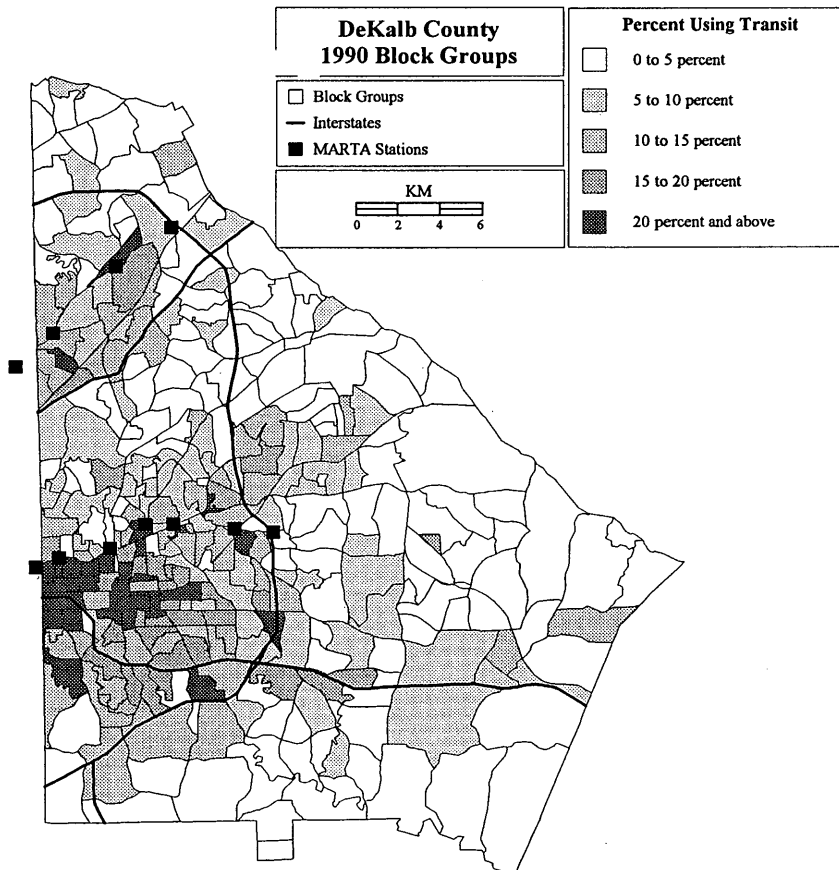 DeKalb County
1990 Block Groups
Block Groups
Interstates
MARTA Stations
KM
0 2 4 6
Percent Using Transit
0 to 5 percent
5 to 10 percent
10 to 15 percent
15 to 20 percent
20 percent and above